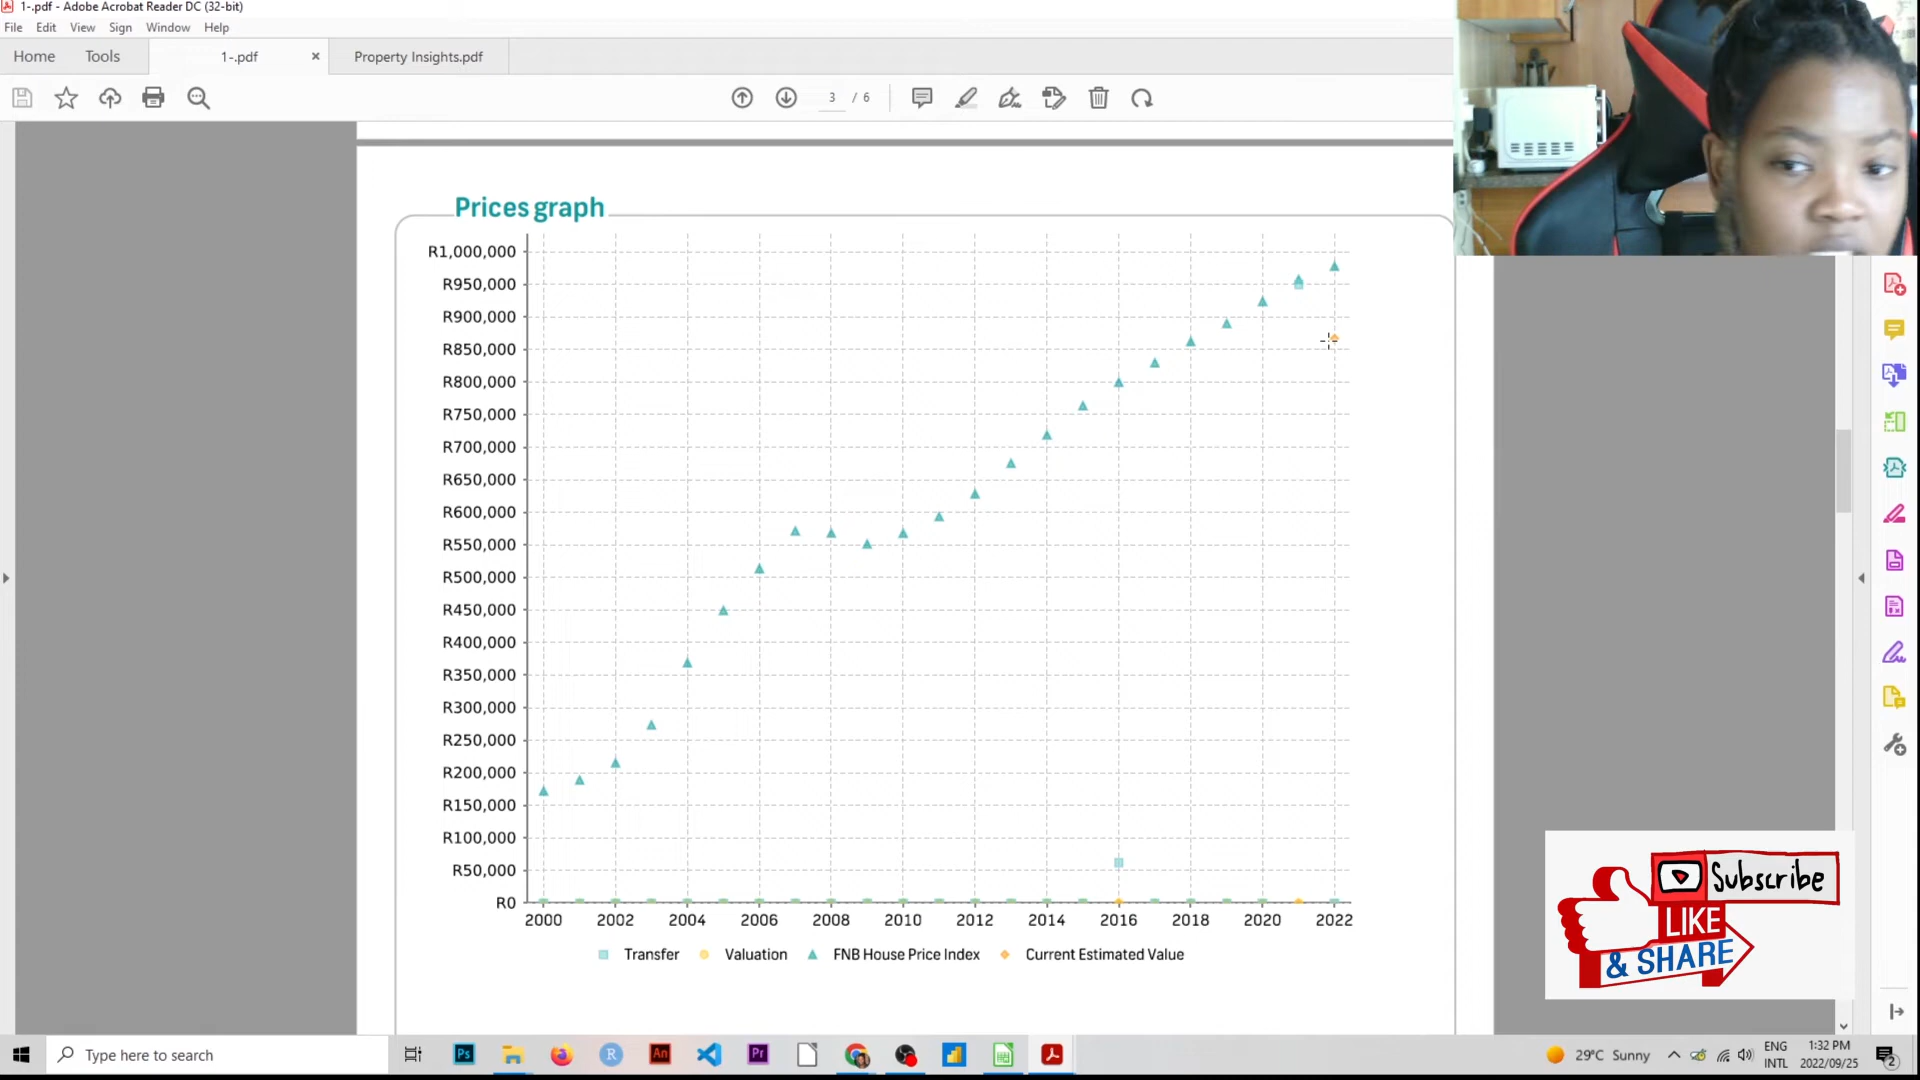 1-.pdf - Adobe Acrobat Reader DC (32-bit)
File Edit View Sign Window Help
Home Tools 1-.pdf × Property Insights.pdf
3 / 6
Prices graph
R1,000,000
R950,000
R900,000
R850,000
R800,000
R750,000
R700,000
R650,000
R600,000
R550,000
R500,000
R450,000
R400,000
R350,000
R300,000
R250,000
R200,000
R150,000
R100,000
R50,000
R0
2000 2002 2004 2006 2008 2010 2012 2014 2016 2018 2020 2022
Transfer Valuation FNB House Price Index Current Estimated Value
Subscribe
LIKE
& SHARE
Type here to search
Ps
R
An
Pr
29°C Sunny
ENG
INTL
1:32 PM
2022/09/25
2